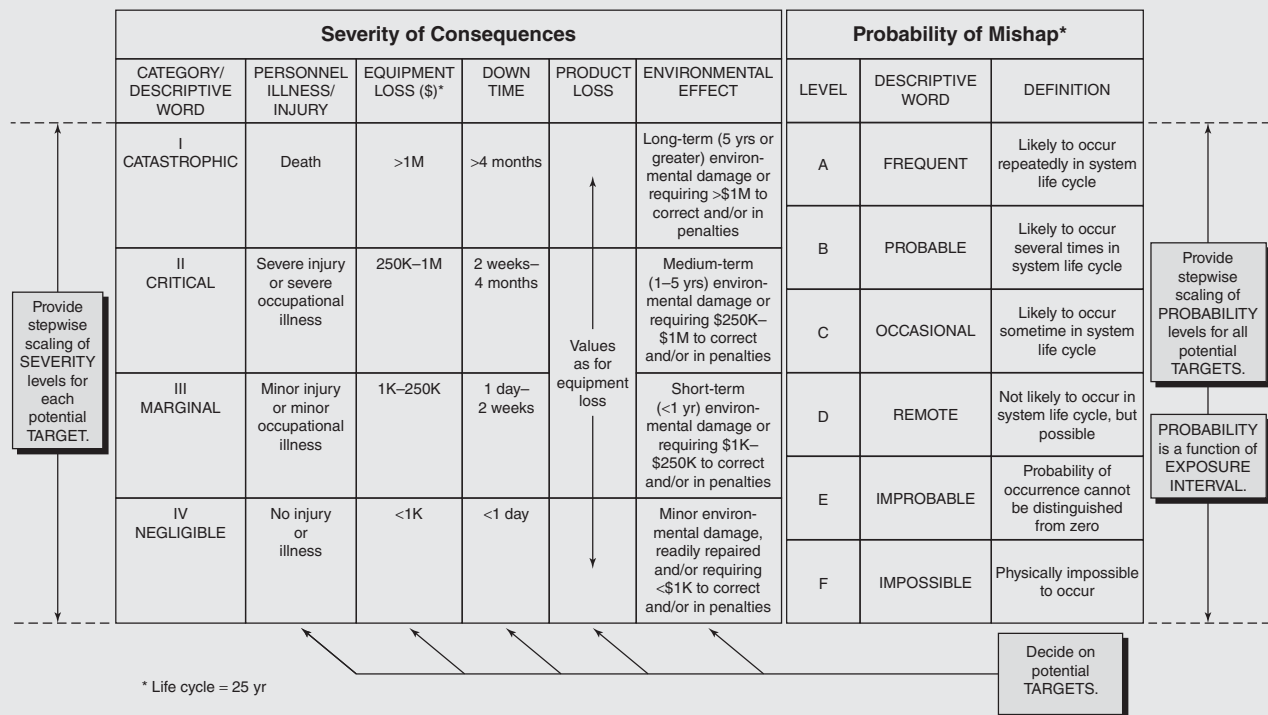 Severity of Consequences
Probability of Mishap*
CATEGORY/
DESCRIPTIVE
WORD
PERSONNEL
ILLNESS/
INJURY
EQUIPMENT
LOSS ($)*
DOWN
TIME
PRODUCT
LOSS
ENVIRONMENTAL
EFFECT
LEVEL
DESCRIPTIVE
WORD
DEFINITION
I
CATASTROPHIC
Death
>1M
>4 months
Long-term (5 yrs or
greater) environ-
mental damage or
requiring >$1M to
correct and/or in
penalties
II
CRITICAL
Severe injury
or severe
occupational
illness
250K–1M
2 weeks–
4 months
Medium-term
(1–5 yrs) environ-
mental damage or
requiring $250K–
$1M to correct
and/or in penalties
Values
as for
equipment
loss
III
MARGINAL
Minor injury
or minor
occupational
illness
1K–250K
1 day–
2 weeks
Short-term
(<1 yr) environ-
mental damage or
requiring $1K–
$250K to correct
and/or in penalties
IV
NEGLIGIBLE
No injury
or
illness
<1K
<1 day
Minor environ-
mental damage,
readily repaired
and/or requiring
<$1K to correct
and/or in penalties
A
FREQUENT
Likely to occur
repeatedly in system
life cycle
B
PROBABLE
Likely to occur
several times in
system life cycle
C
OCCASIONAL
Likely to occur
sometime in system
life cycle
D
REMOTE
Not likely to occur in
system life cycle, but
possible
E
IMPROBABLE
Probability of
occurrence cannot
be distinguished
from zero
F
IMPOSSIBLE
Physically impossible
to occur
Provide
stepwise
scaling of
SEVERITY
levels for
each
potential
TARGET.
Provide
stepwise
scaling of
PROBABILITY
levels for all
potential
TARGETS.
PROBABILITY
is a function of
EXPOSURE
INTERVAL.
Decide on
potential
TARGETS.
* Life cycle = 25 yr